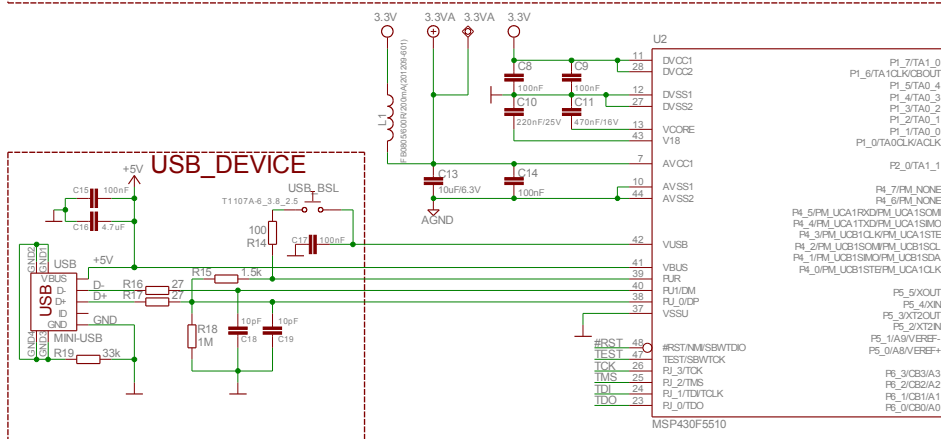 3.3V 3.3VA 3.3VA 3.3V
U2
C8 C9
100nF 100nF
C10 C11
220nF/25V 470nF/16V
L1
FB0805/600R/200mA(201209-601)
C13
10uF/6.3V
C14
100nF
AGND
11 DVCC1
28 DVCC2
12 DVSS1
27 DVSS2
13 VCORE
43 V18
7 AVCC1
10 AVSS1
44 AVSS2
42 VUSB
41 VBUS
39 PUR
40 PU1/DM
38 PU_0/DP
37 VSSU
#RST 48 #RST/NMI/SBWTDIO
TEST 47 TEST/SBWTCK
TCK 26 PJ_3/TCK
TMS 25 PJ_2/TMS
TDI 24 PJ_1/TDI/TCLK
TDO 23 PJ_0/TDO
P1_7/TA1_0
P1_6/TA1CLK/CBOUT
P1_5/TA0_4
P1_4/TA0_3
P1_3/TA0_2
P1_2/TA0_1
P1_1/TA0_0
P1_0/TA0CLK/ACLK
P2_0/TA1_1
P4_7/PM_NONE
P4_6/PM_NONE
P4_5/PM_UCA1RXD/PM_UCA1SOMI
P4_4/PM_UCA1TXD/PM_UCA1SIMO
P4_3/PM_UCB1CLK/PM_UCA1STE
P4_2/PM_UCB1SOMI/PM_UCB1SCL
P4_1/PM_UCB1SIMO/PM_UCB1SDA
P4_0/PM_UCB1STE/PM_UCA1CLK
P5_5/XOUT
P5_4/XIN
P5_3/XT2OUT
P5_2/XT2IN
P5_1/A9/VEREF-
P5_0/A8/VEREF+
P6_3/CB3/A3
P6_2/CB2/A2
P6_1/CB1/A1
P6_0/CB0/A0
MSP430F5510
USB_DEVICE
+5V
C15 100nF
C16 4.7uF
USB_BSL
T1107A-6_3.8_2.5
100
R14
C17 100nF
GND2
GND1
USB
+5V
USB
VBUS
D-
D+
ID
GND
D-
D+
GND
GND4
GND3
MINI-USB
R15 1.5k
R16 27
R17 27
R18
1M
10pF
C18
10pF
C19
R19 33k